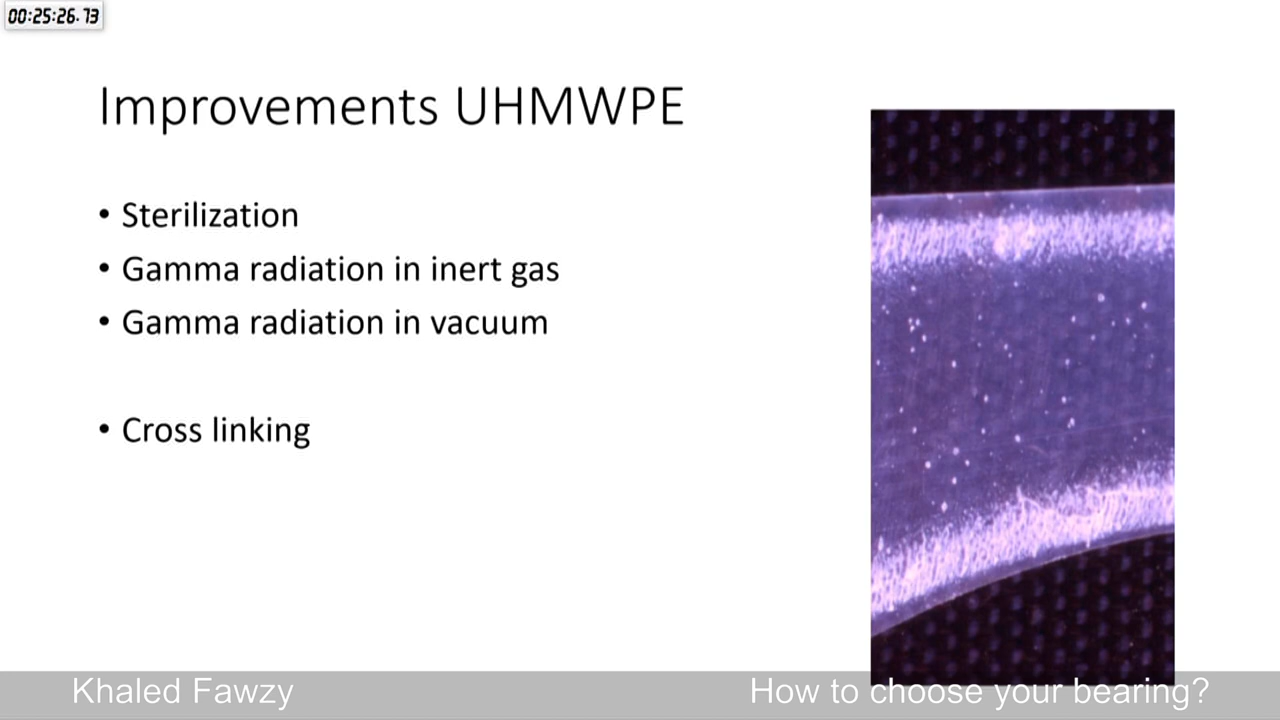 00:25:26.73
Improvements UHMWPE
• Sterilization
• Gamma radiation in inert gas
• Gamma radiation in vacuum
• Cross linking
Khaled Fawzy
How to choose your bearing?